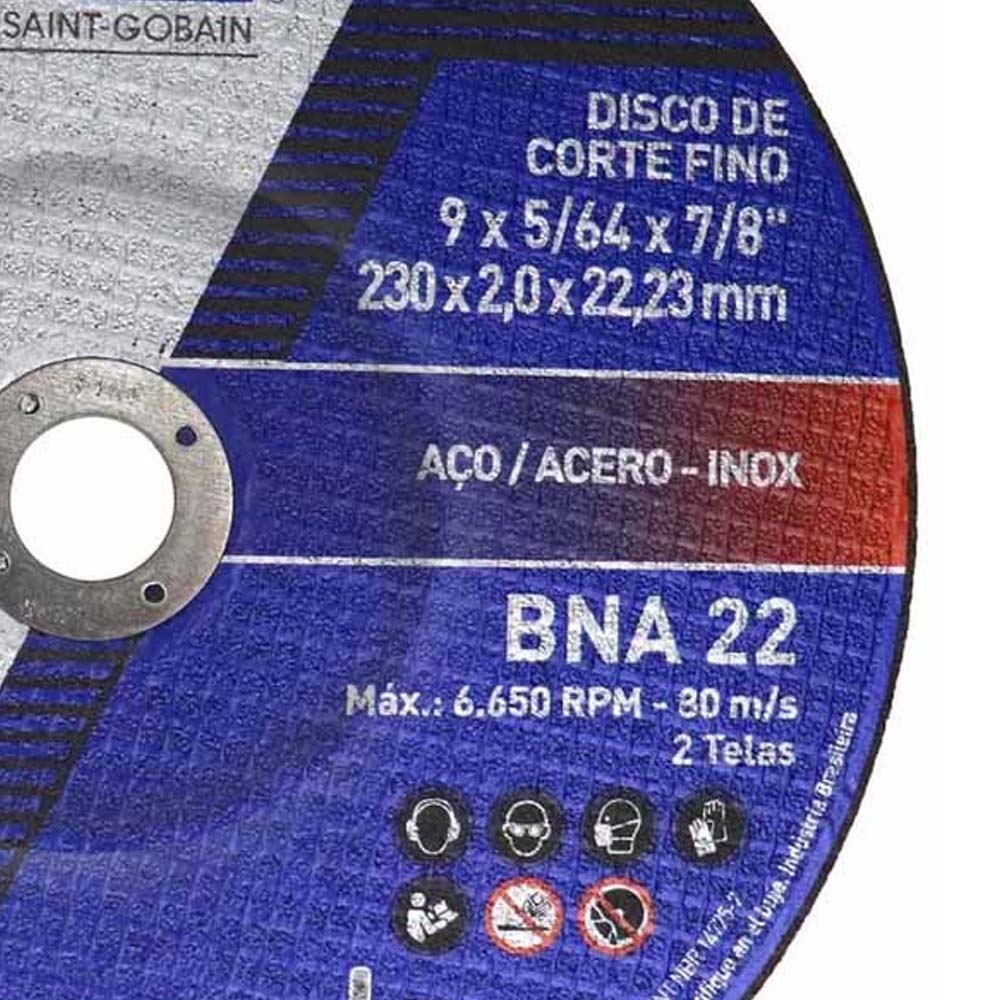 SAINT-GOBAIN
DISCO DE
CORTE FINO
9 x 5/64 x 7/8"
230 x 2,0 x 22,23 mm
AÇO / ACERO - INOX
BNA 22
Máx.: 6.650 RPM - 80 m/s
2 Telas
Indústria Brasileira